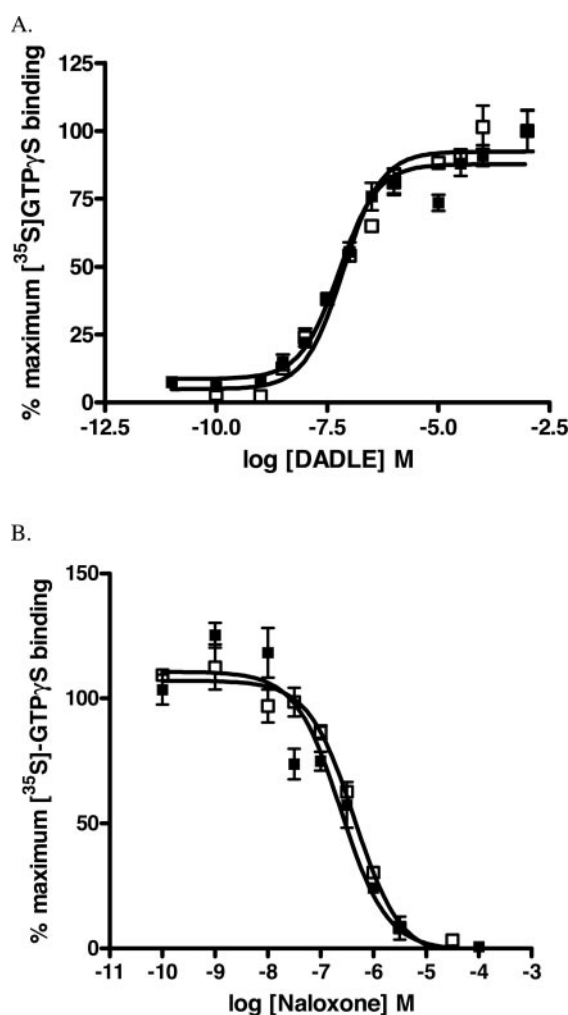 A.
% maximum [³⁵S]GTPγS binding
125
100
75
50
25
0
-12.5 -10.0 -7.5 -5.0 -2.5
log [DADLE] M
B.
% maximum [³⁵S]-GTPγS binding
150
100
50
0
-11 -10 -9 -8 -7 -6 -5 -4 -3
log [Naloxone] M